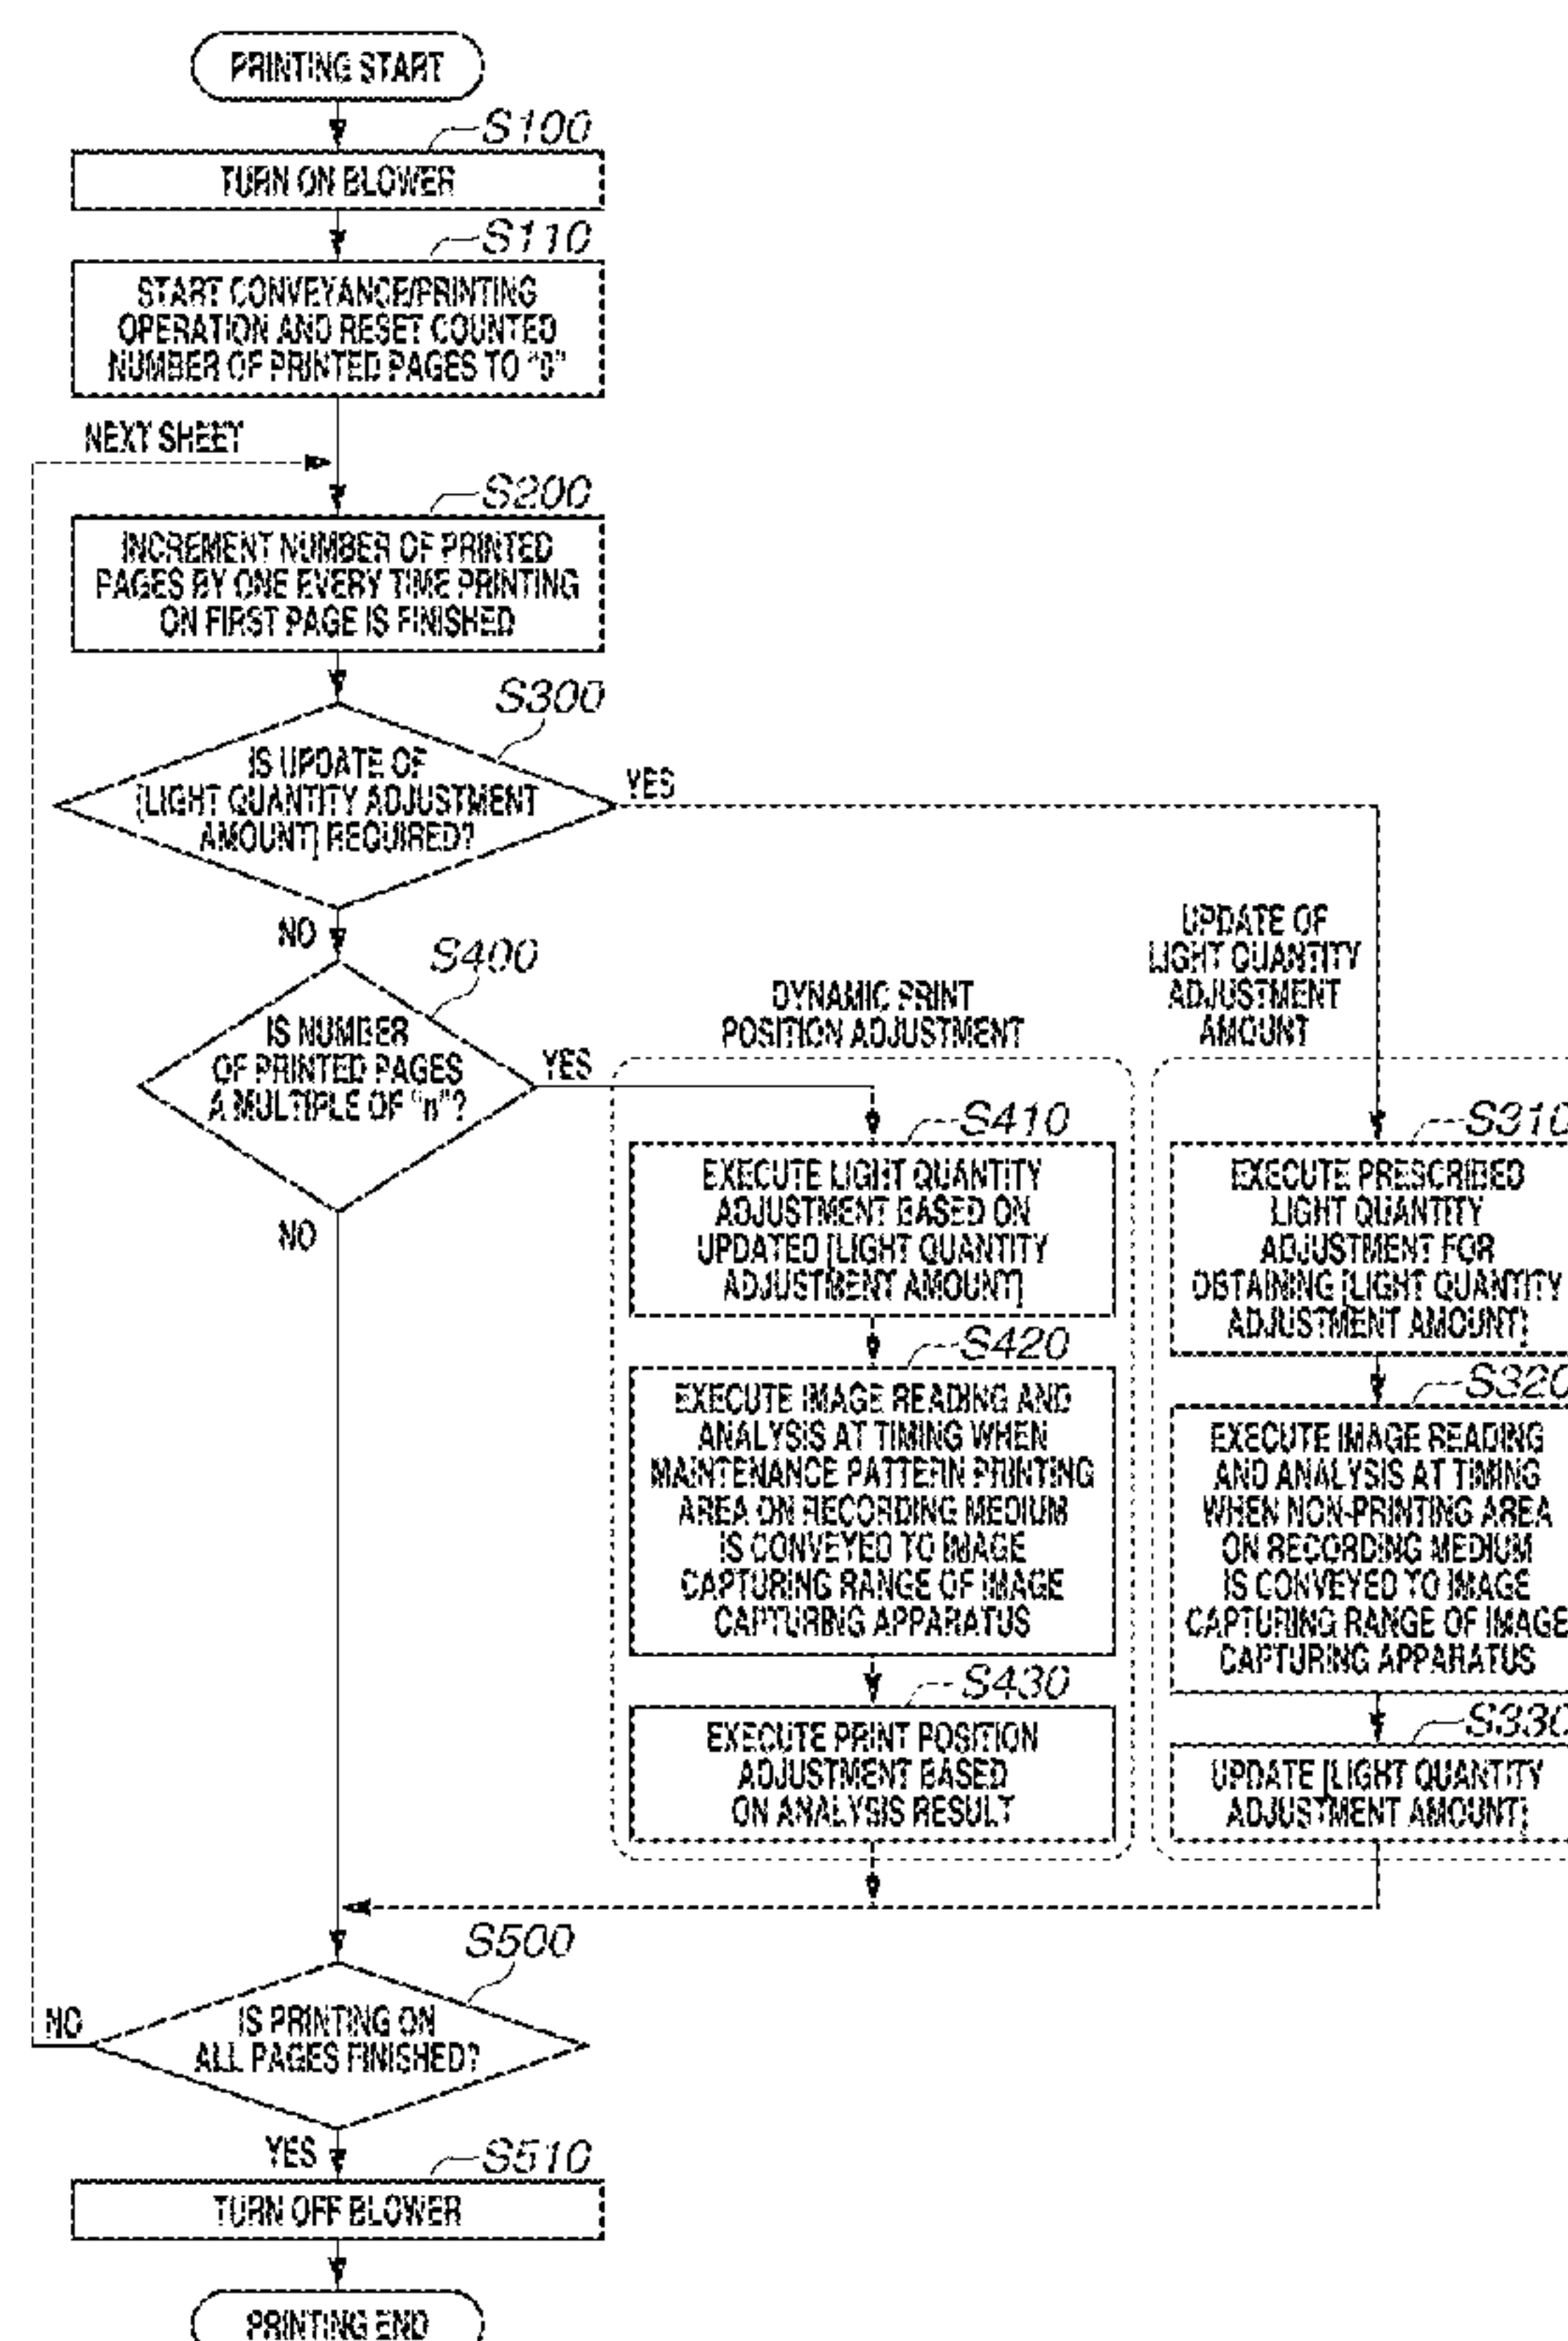 PRINTING START
S100
TURN ON BLOWER
S110
START CONVEYANCE/PRINTING
OPERATION AND RESET COUNTED
NUMBER OF PRINTED PAGES TO "0"
NEXT SHEET
S200
INCREMENT NUMBER OF PRINTED
PAGES BY ONE EVERY TIME PRINTING
ON FIRST PAGE IS FINISHED
S300
IS UPDATE OF
[LIGHT QUANTITY ADJUSTMENT
AMOUNT] REQUIRED?
YES
NO
S400
IS NUMBER
OF PRINTED PAGES
A MULTIPLE OF "n"?
YES
NO
DYNAMIC PRINT
POSITION ADJUSTMENT
S410
EXECUTE LIGHT QUANTITY
ADJUSTMENT BASED ON
UPDATED [LIGHT QUANTITY
ADJUSTMENT AMOUNT]
S420
EXECUTE IMAGE READING AND
ANALYSIS AT TIMING WHEN
MAINTENANCE PATTERN PRINTING
AREA ON RECORDING MEDIUM
IS CONVEYED TO IMAGE
CAPTURING RANGE OF IMAGE
CAPTURING APPARATUS
S430
EXECUTE PRINT POSITION
ADJUSTMENT BASED
ON ANALYSIS RESULT
UPDATE OF
LIGHT QUANTITY
ADJUSTMENT
AMOUNT
S310
EXECUTE PRESCRIBED
LIGHT QUANTITY
ADJUSTMENT FOR
OBTAINING [LIGHT QUANTITY
ADJUSTMENT AMOUNT]
S320
EXECUTE IMAGE READING
AND ANALYSIS AT TIMING
WHEN NON-PRINTING AREA
ON RECORDING MEDIUM
IS CONVEYED TO IMAGE
CAPTURING RANGE OF IMAGE
CAPTURING APPARATUS
S330
UPDATE [LIGHT QUANTITY
ADJUSTMENT AMOUNT]
S500
IS PRINTING ON
ALL PAGES FINISHED?
NO
YES
S510
TURN OFF BLOWER
PRINTING END